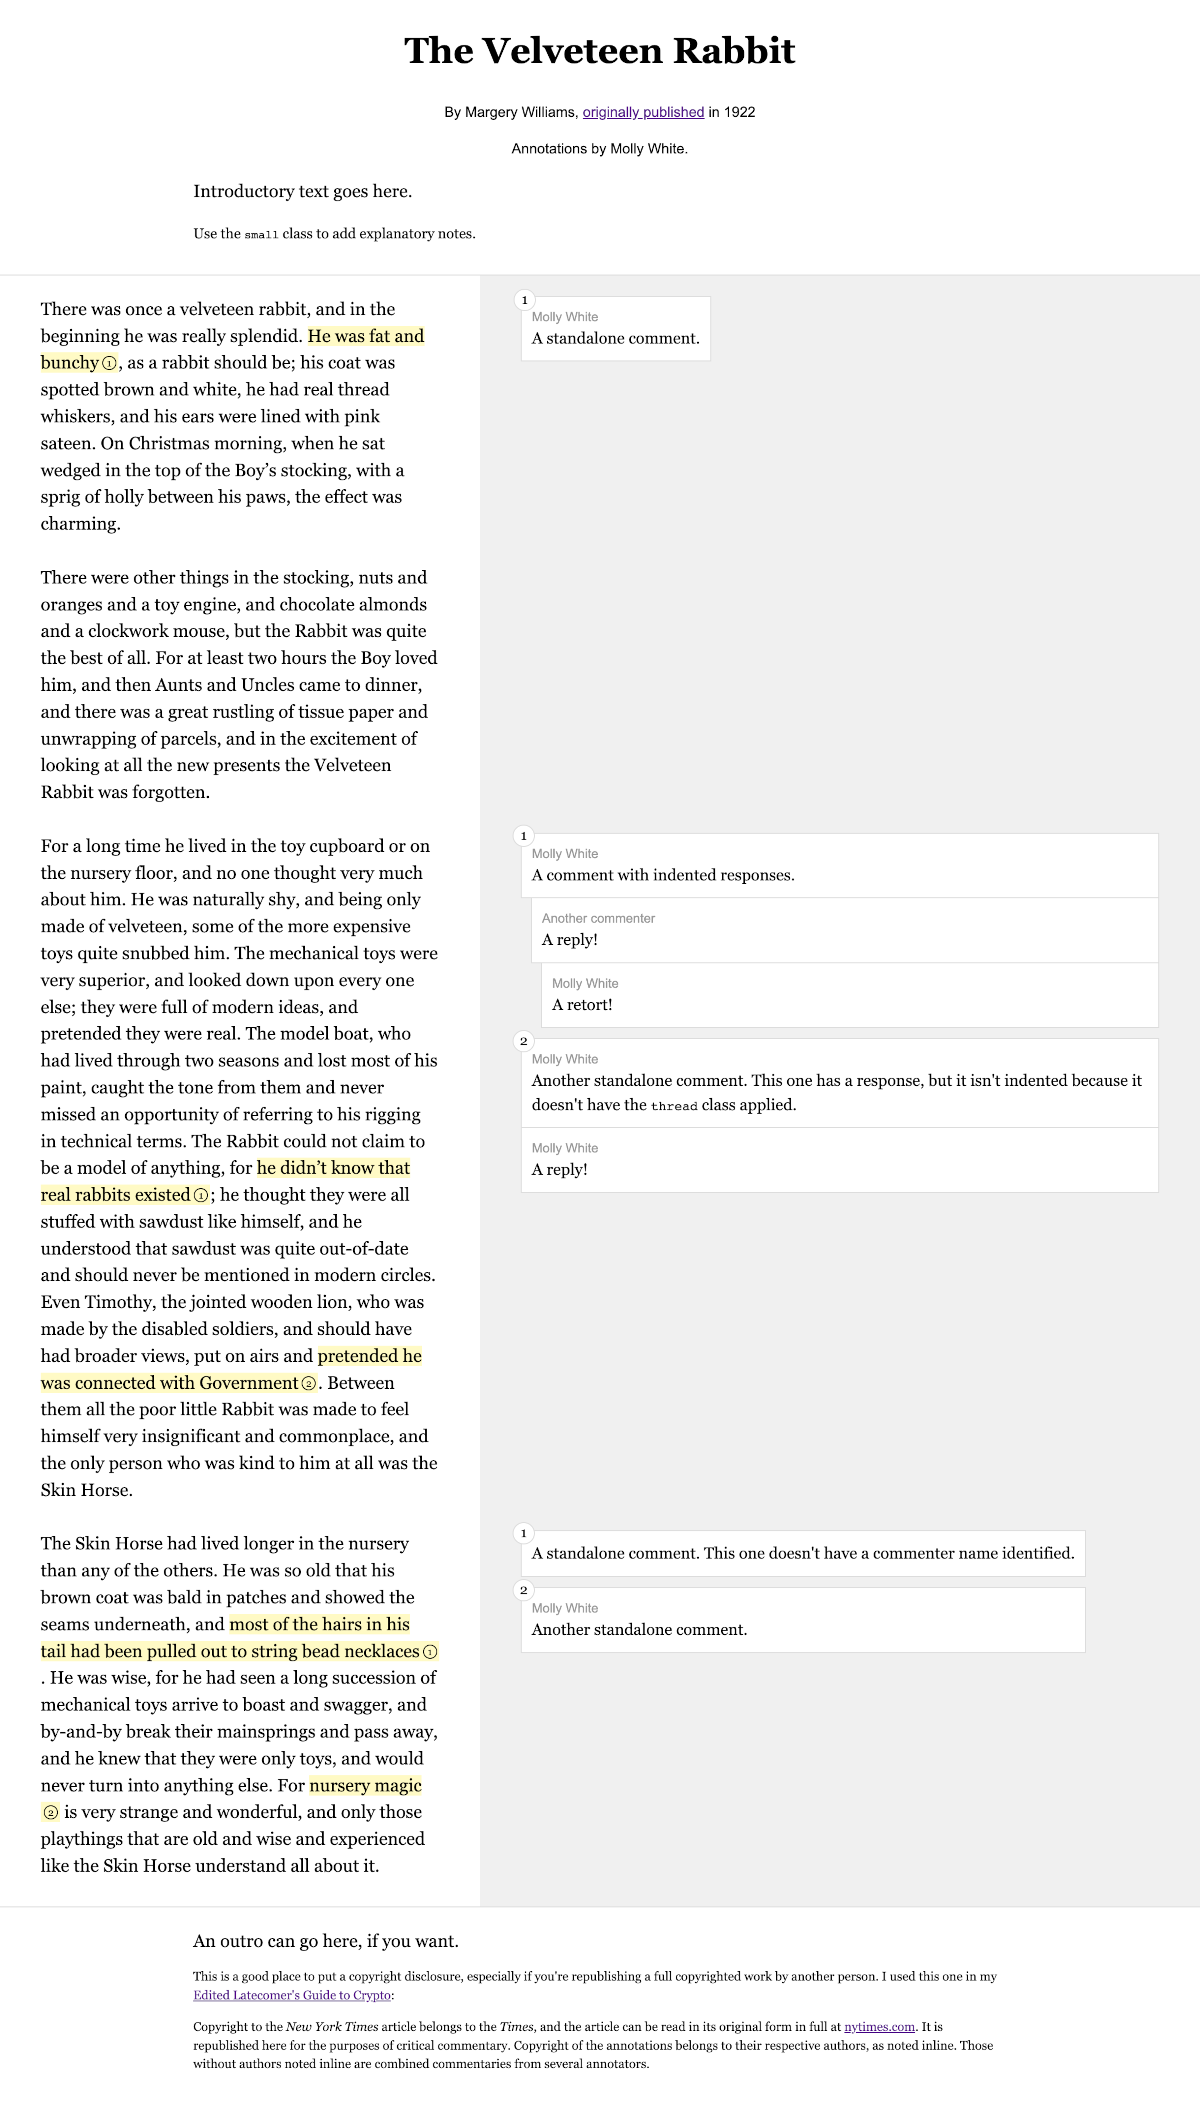 The Velveteen Rabbit
By Margery Williams, originally published in 1922
Annotations by Molly White.
Introductory text goes here.
Use the small class to add explanatory notes.
There was once a velveteen rabbit, and in the
beginning he was really splendid. He was fat and
bunchy①, as a rabbit should be; his coat was
spotted brown and white, he had real thread
whiskers, and his ears were lined with pink
sateen. On Christmas morning, when he sat
wedged in the top of the Boy’s stocking, with a
sprig of holly between his paws, the effect was
charming.
1
Molly White
A standalone comment.
There were other things in the stocking, nuts and
oranges and a toy engine, and chocolate almonds
and a clockwork mouse, but the Rabbit was quite
the best of all. For at least two hours the Boy loved
him, and then Aunts and Uncles came to dinner,
and there was a great rustling of tissue paper and
unwrapping of parcels, and in the excitement of
looking at all the new presents the Velveteen
Rabbit was forgotten.
For a long time he lived in the toy cupboard or on
the nursery floor, and no one thought very much
about him. He was naturally shy, and being only
made of velveteen, some of the more expensive
toys quite snubbed him. The mechanical toys were
very superior, and looked down upon every one
else; they were full of modern ideas, and
pretended they were real. The model boat, who
had lived through two seasons and lost most of his
paint, caught the tone from them and never
missed an opportunity of referring to his rigging
in technical terms. The Rabbit could not claim to
be a model of anything, for he didn’t know that
real rabbits existed①; he thought they were all
stuffed with sawdust like himself, and he
understood that sawdust was quite out-of-date
and should never be mentioned in modern circles.
Even Timothy, the jointed wooden lion, who was
made by the disabled soldiers, and should have
had broader views, put on airs and pretended he
was connected with Government②. Between
them all the poor little Rabbit was made to feel
himself very insignificant and commonplace, and
the only person who was kind to him at all was the
Skin Horse.
1
Molly White
A comment with indented responses.
Another commenter
A reply!
Molly White
A retort!
2
Molly White
Another standalone comment. This one has a response, but it isn't indented because it
doesn't have the thread class applied.
Molly White
A reply!
The Skin Horse had lived longer in the nursery
than any of the others. He was so old that his
brown coat was bald in patches and showed the
seams underneath, and most of the hairs in his
tail had been pulled out to string bead necklaces①
. He was wise, for he had seen a long succession of
mechanical toys arrive to boast and swagger, and
by-and-by break their mainsprings and pass away,
and he knew that they were only toys, and would
never turn into anything else. For nursery magic
② is very strange and wonderful, and only those
playthings that are old and wise and experienced
like the Skin Horse understand all about it.
1
A standalone comment. This one doesn't have a commenter name identified.
2
Molly White
Another standalone comment.
An outro can go here, if you want.
This is a good place to put a copyright disclosure, especially if you're republishing a full copyrighted work by another person. I used this one in my
Edited Latecomer's Guide to Crypto:
Copyright to the New York Times article belongs to the Times, and the article can be read in its original form in full at nytimes.com. It is
republished here for the purposes of critical commentary. Copyright of the annotations belongs to their respective authors, as noted inline. Those
without authors noted inline are combined commentaries from several annotators.